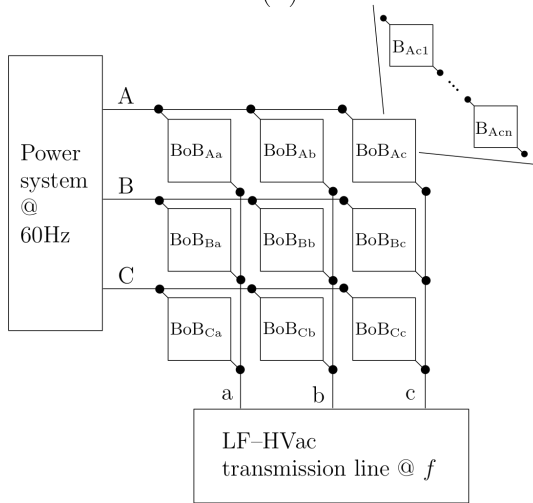 B_Ac1
B_Acn
A
BoB_Aa BoB_Ab BoB_Ac
Power
system
@
60Hz
B
BoB_Ba BoB_Bb BoB_Bc
C
BoB_Ca BoB_Cb BoB_Cc
a b c
LF–HVac
transmission line @ f